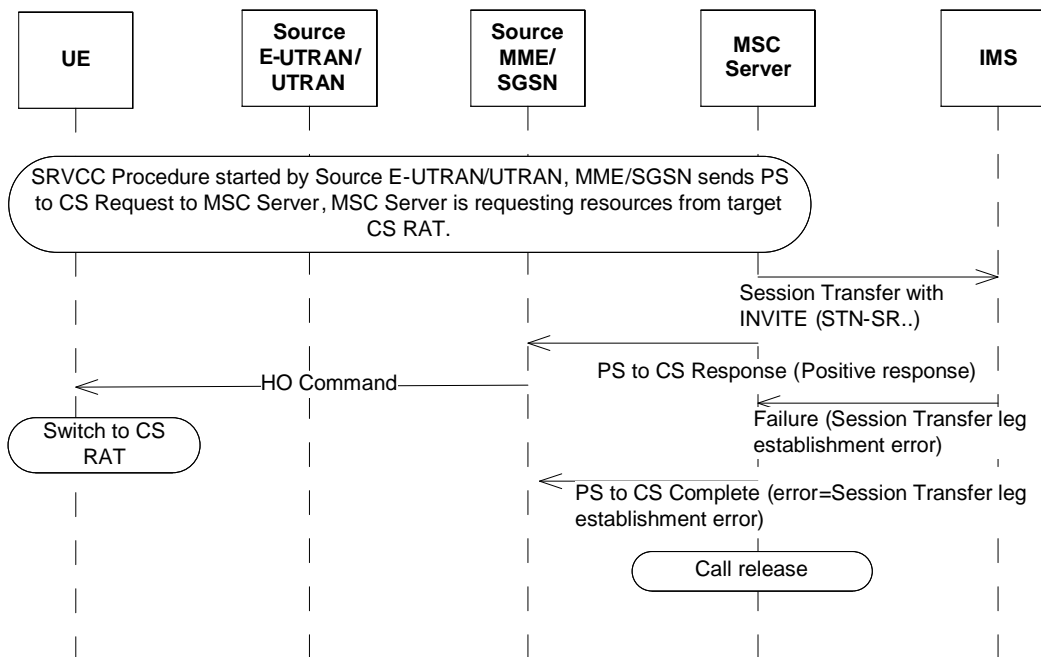 UE
Source
E-UTRAN/
UTRAN
Source
MME/
SGSN
MSC
Server
IMS
SRVCC Procedure started by Source E-UTRAN/UTRAN, MME/SGSN sends PS
to CS Request to MSC Server, MSC Server is requesting resources from target
CS RAT.
Session Transfer with
INVITE (STN-SR..)
PS to CS Response (Positive response)
HO Command
Failure (Session Transfer leg
establishment error)
Switch to CS
RAT
PS to CS Complete (error=Session Transfer leg
establishment error)
Call release